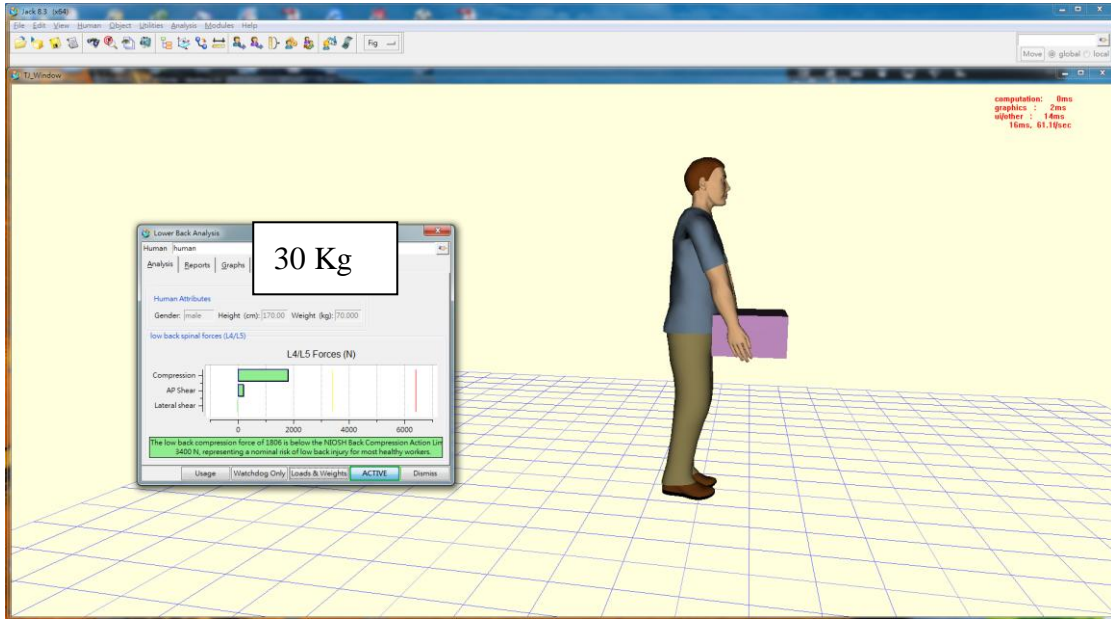 Jack 8.3 (x64)
File Edit View Human Object Utilities Analysis Modules Help
Fig
Move global local
TJ_Window
computation: 0ms
graphics : 2ms
ui/other : 14ms
16ms, 61.1f/sec
Lower Back Analysis
Human human
30 Kg
Analysis Reports Graphs
Human Attributes
Gender: male Height (cm): 170.00 Weight (kg): 70.000
low back spinal forces (L4/L5)
L4/L5 Forces (N)
Compression
AP Shear
Lateral shear
0 2000 4000 6000
The low back compression force of 1806 is below the NIOSH Back Compression Action Lim
3400 N, representing a nominal risk of low back injury for most healthy workers.
Usage Watchdog Only Loads & Weights ACTIVE Dismiss